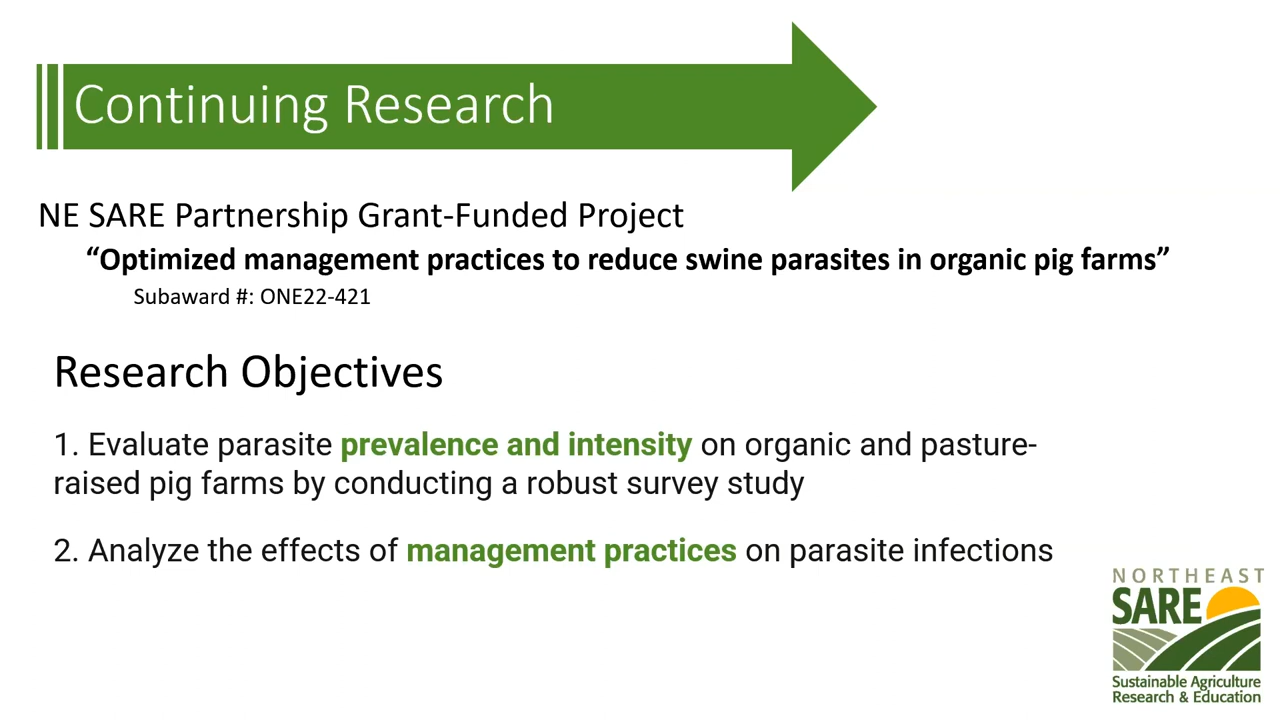 Continuing Research
NE SARE Partnership Grant-Funded Project
“Optimized management practices to reduce swine parasites in organic pig farms”
Subaward #: ONE22-421
Research Objectives
1. Evaluate parasite prevalence and intensity on organic and pasture-
raised pig farms by conducting a robust survey study
2. Analyze the effects of management practices on parasite infections
NORTHEAST
SARE
Sustainable Agriculture
Research & Education